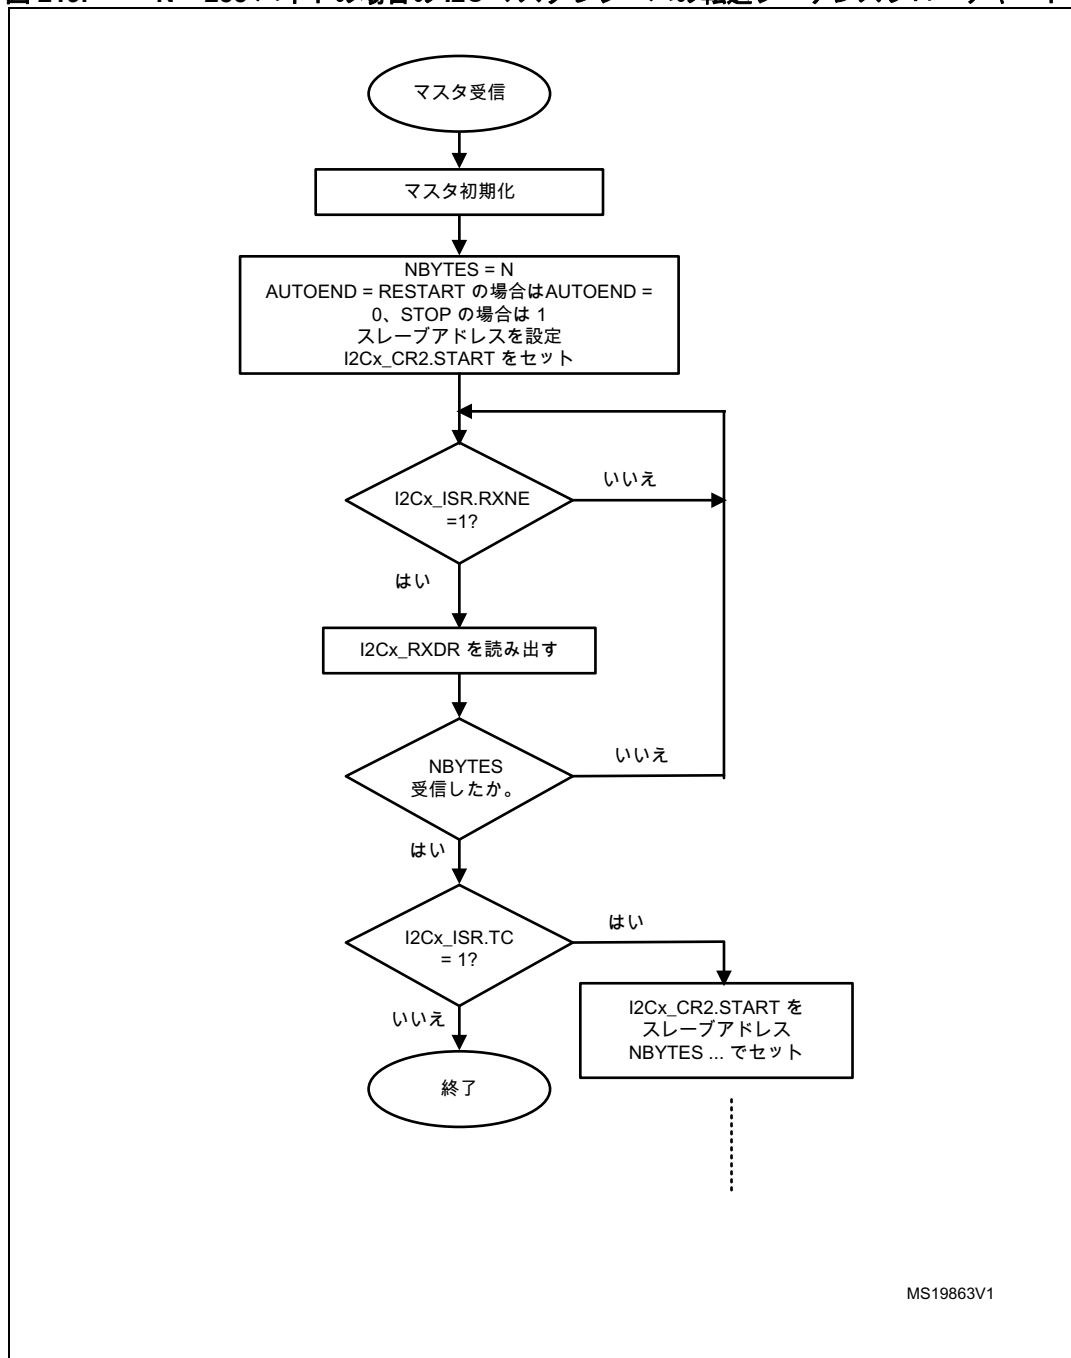 マスタ受信
マスタ初期化
NBYTES = N
AUTOEND = RESTART の場合はAUTOEND =
0、STOP の場合は 1
スレーブアドレスを設定
I2Cx_CR2.START をセット
I2Cx_ISR.RXNE
=1?
いいえ
はい
I2Cx_RXDR を読み出す
NBYTES
受信したか。
いいえ
はい
I2Cx_ISR.TC
= 1?
はい
いいえ
I2Cx_CR2.START を
スレーブアドレス
NBYTES ... でセット
終了
MS19863V1